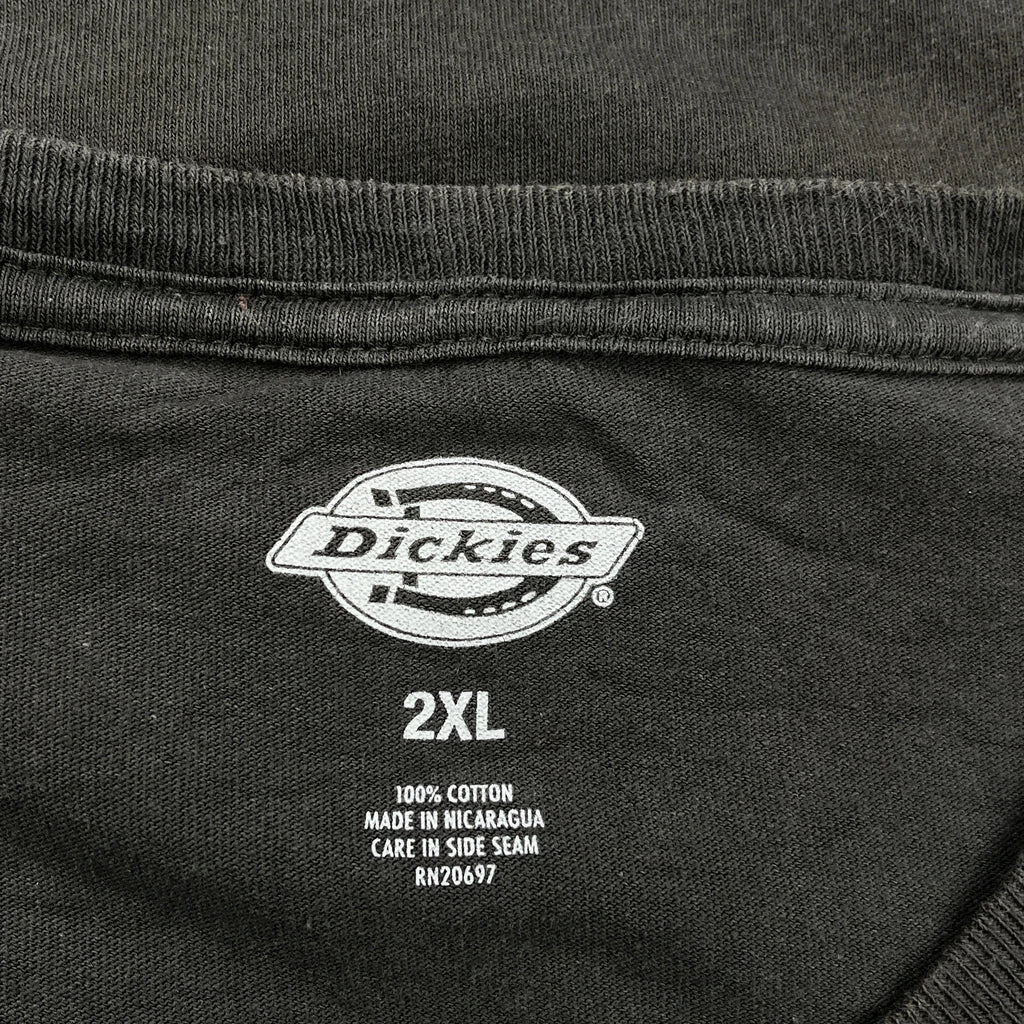 Dickies
®
2XL
100% COTTON
MADE IN NICARAGUA
CARE IN SIDE SEAM
RN20697